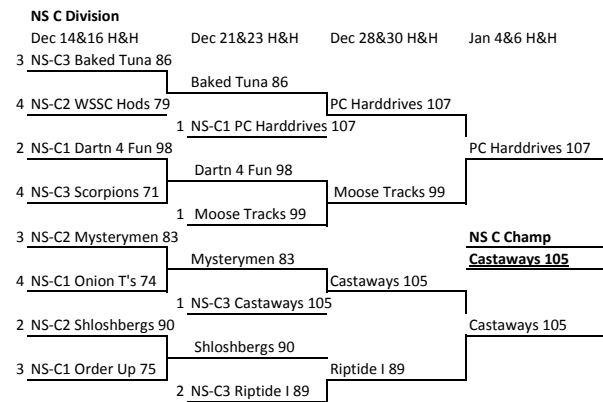 NS C Division
Dec 14&16 H&H Dec 21&23 H&H Dec 28&30 H&H Jan 4&6 H&H
3 NS-C3 Baked Tuna 86
Baked Tuna 86
4 NS-C2 WSSC Hods 79 PC Harddrives 107
1 NS-C1 PC Harddrives 107
2 NS-C1 Dartn 4 Fun 98 PC Harddrives 107
Dartn 4 Fun 98
4 NS-C3 Scorpions 71 Moose Tracks 99
1 Moose Tracks 99
3 NS-C2 Mysterymen 83 NS C Champ
Mysterymen 83 Castaways 105
4 NS-C1 Onion T's 74 Castaways 105
1 NS-C3 Castaways 105
2 NS-C2 Shloshbergs 90 Castaways 105
Shloshbergs 90
3 NS-C1 Order Up 75 Riptide I 89
2 NS-C3 Riptide I 89